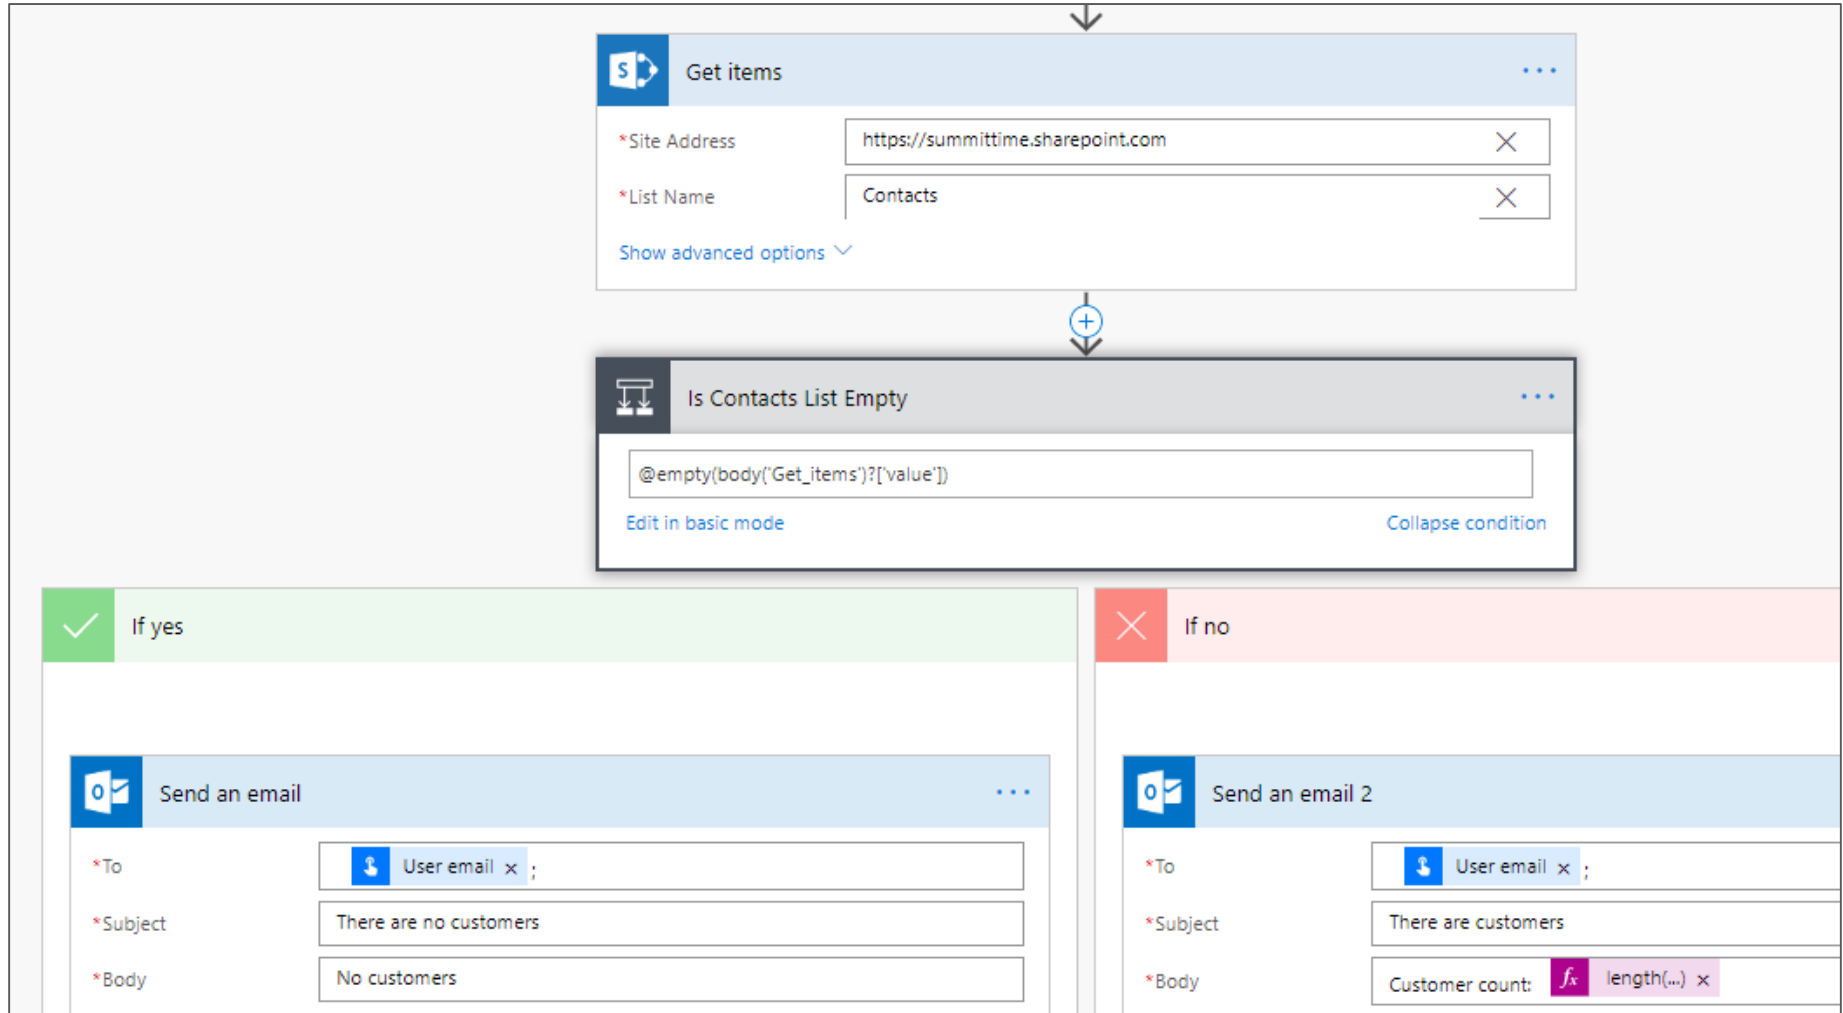 Get items
*Site Address
https://summittime.sharepoint.com
*List Name
Contacts
Show advanced options
Is Contacts List Empty
@empty(body('Get_items')?['value'])
Edit in basic mode
Collapse condition
If yes
Send an email
*To
User email × ;
*Subject
There are no customers
*Body
No customers
If no
Send an email 2
*To
User email × ;
*Subject
There are customers
*Body
Customer count: fx length(...) ×